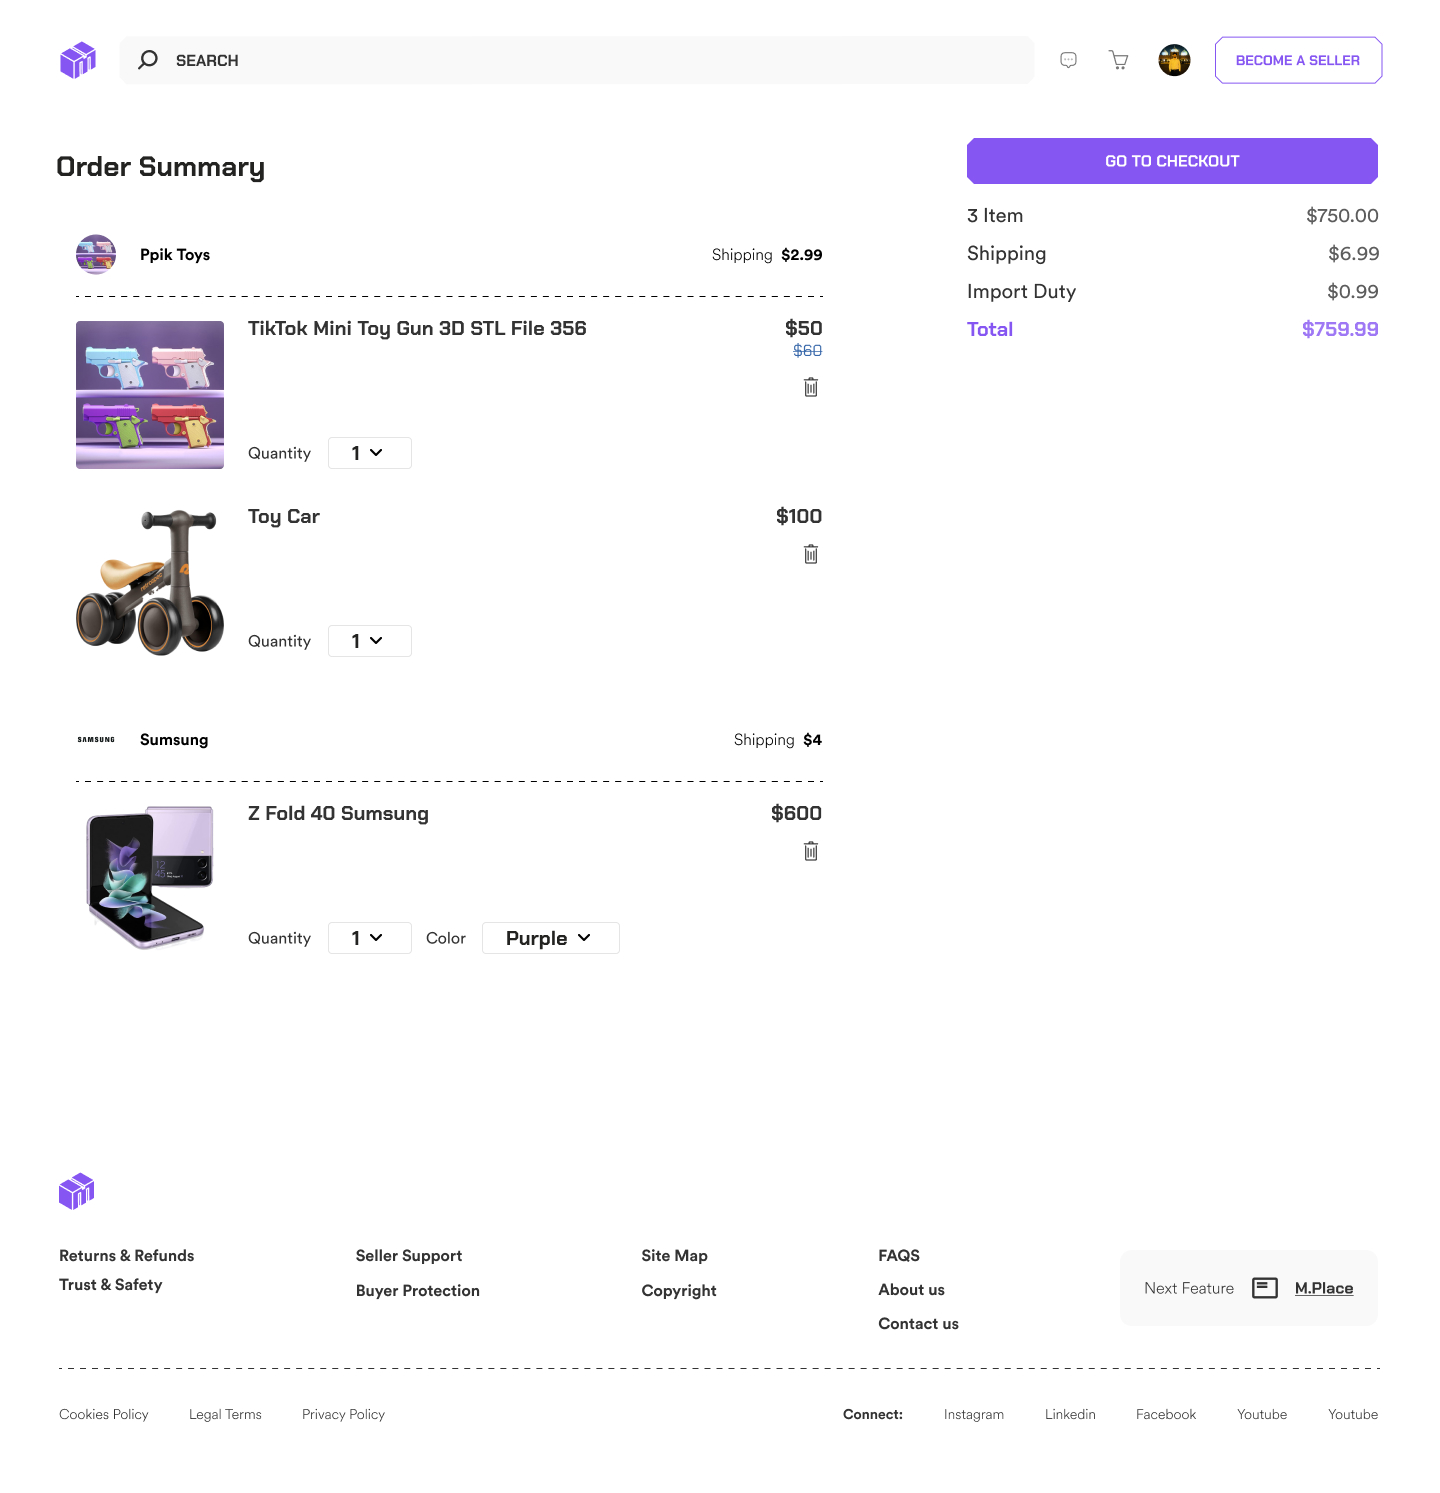 SEARCH
BECOME A SELLER
Order Summary
GO TO CHECKOUT
3 Item $750.00
Shipping $6.99
Import Duty $0.99
Total $759.99
Ppik Toys Shipping $2.99
TikTok Mini Toy Gun 3D STL File 356 $50
$60
Quantity 1
Toy Car $100
Quantity 1
SAMSUNG Sumsung Shipping $4
Z Fold 40 Sumsung $600
12
45
Quantity 1 Color Purple
Returns & Refunds
Trust & Safety
Seller Support
Buyer Protection
Site Map
Copyright
FAQS
About us
Contact us
Next Feature M.Place
Cookies Policy Legal Terms Privacy Policy
Connect: Instagram Linkedin Facebook Youtube Youtube